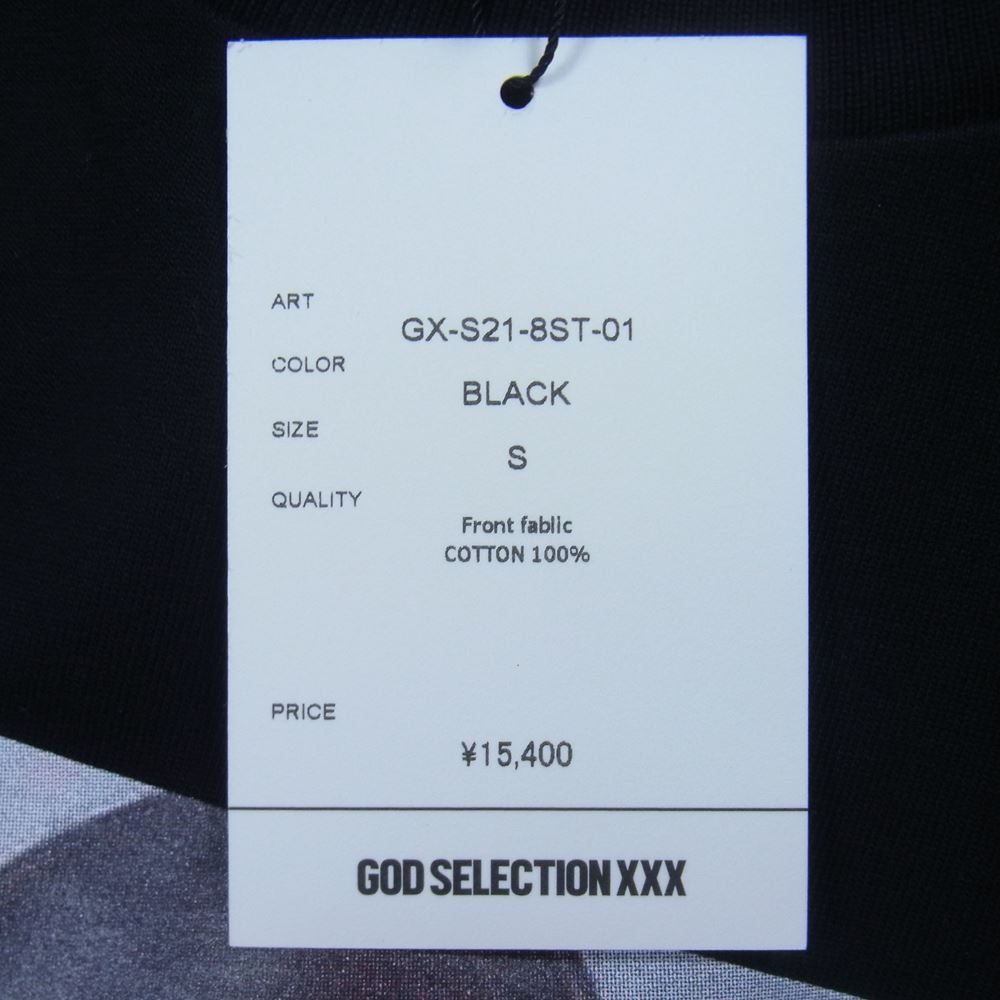 ART
GX-S21-8ST-01
COLOR
BLACK
SIZE
S
QUALITY
Front fablic
COTTON 100%
PRICE
¥15,400
GOD SELECTION XXX